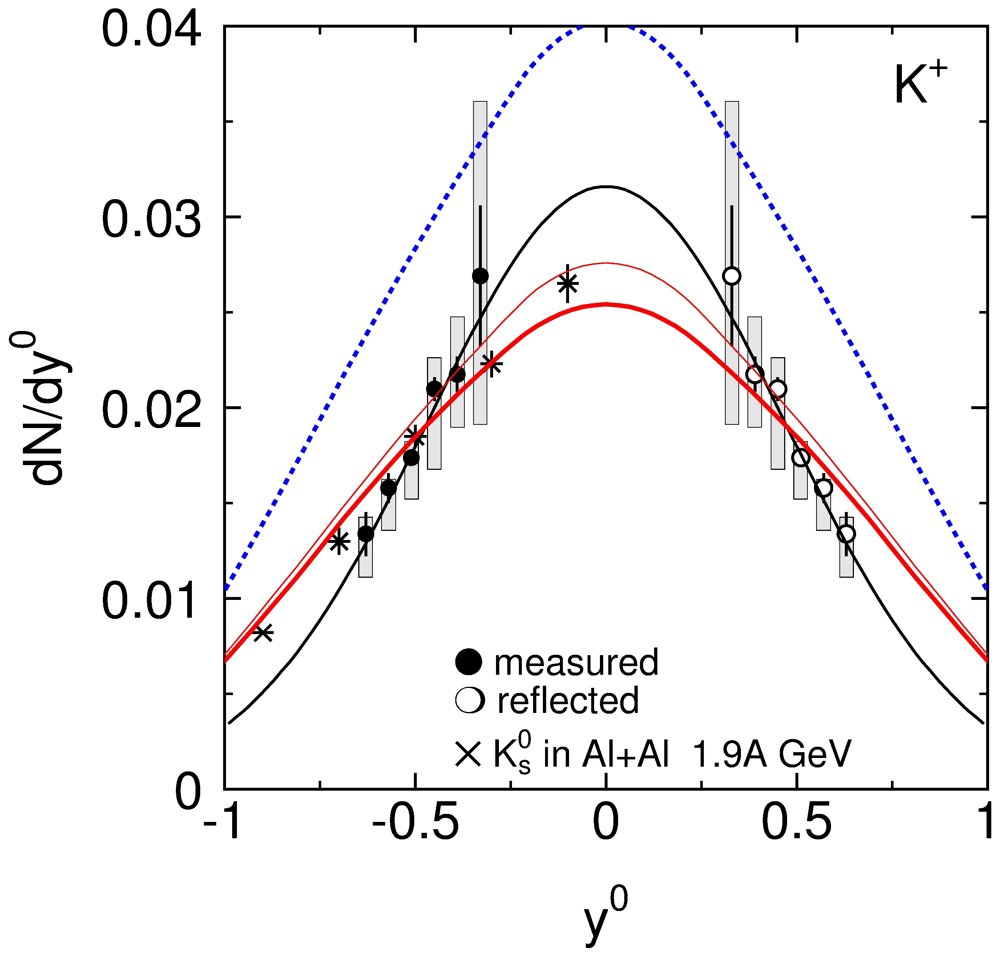 0.04
0.03
0.02
0.01
0
dN/dy⁰
K⁺
measured
reflected
K⁰ₛ in Al+Al 1.9A GeV
-1 -0.5 0 0.5 1
y⁰